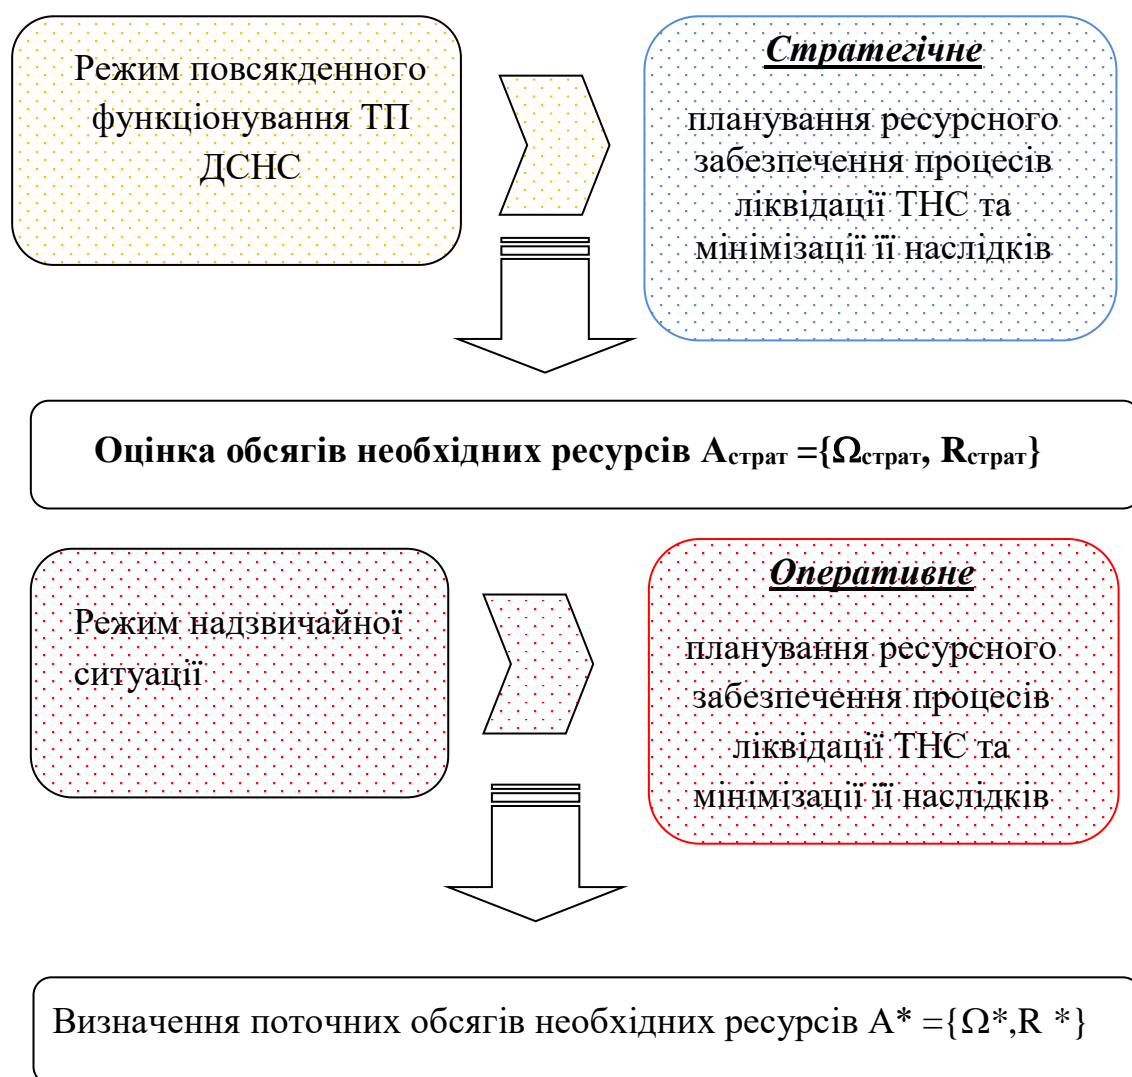 Режим повсякденного
функціонування ТП
ДСНС
Стратегічне
планування ресурсного
забезпечення процесів
ліквідації ТНС та
мінімізації її наслідків
Оцінка обсягів необхідних ресурсів Aстрат ={Ωстрат, Rстрат}
Режим надзвичайної
ситуації
Оперативне
планування ресурсного
забезпечення процесів
ліквідації ТНС та
мінімізації її наслідків
Визначення поточних обсягів необхідних ресурсів A* ={Ω*,R *}